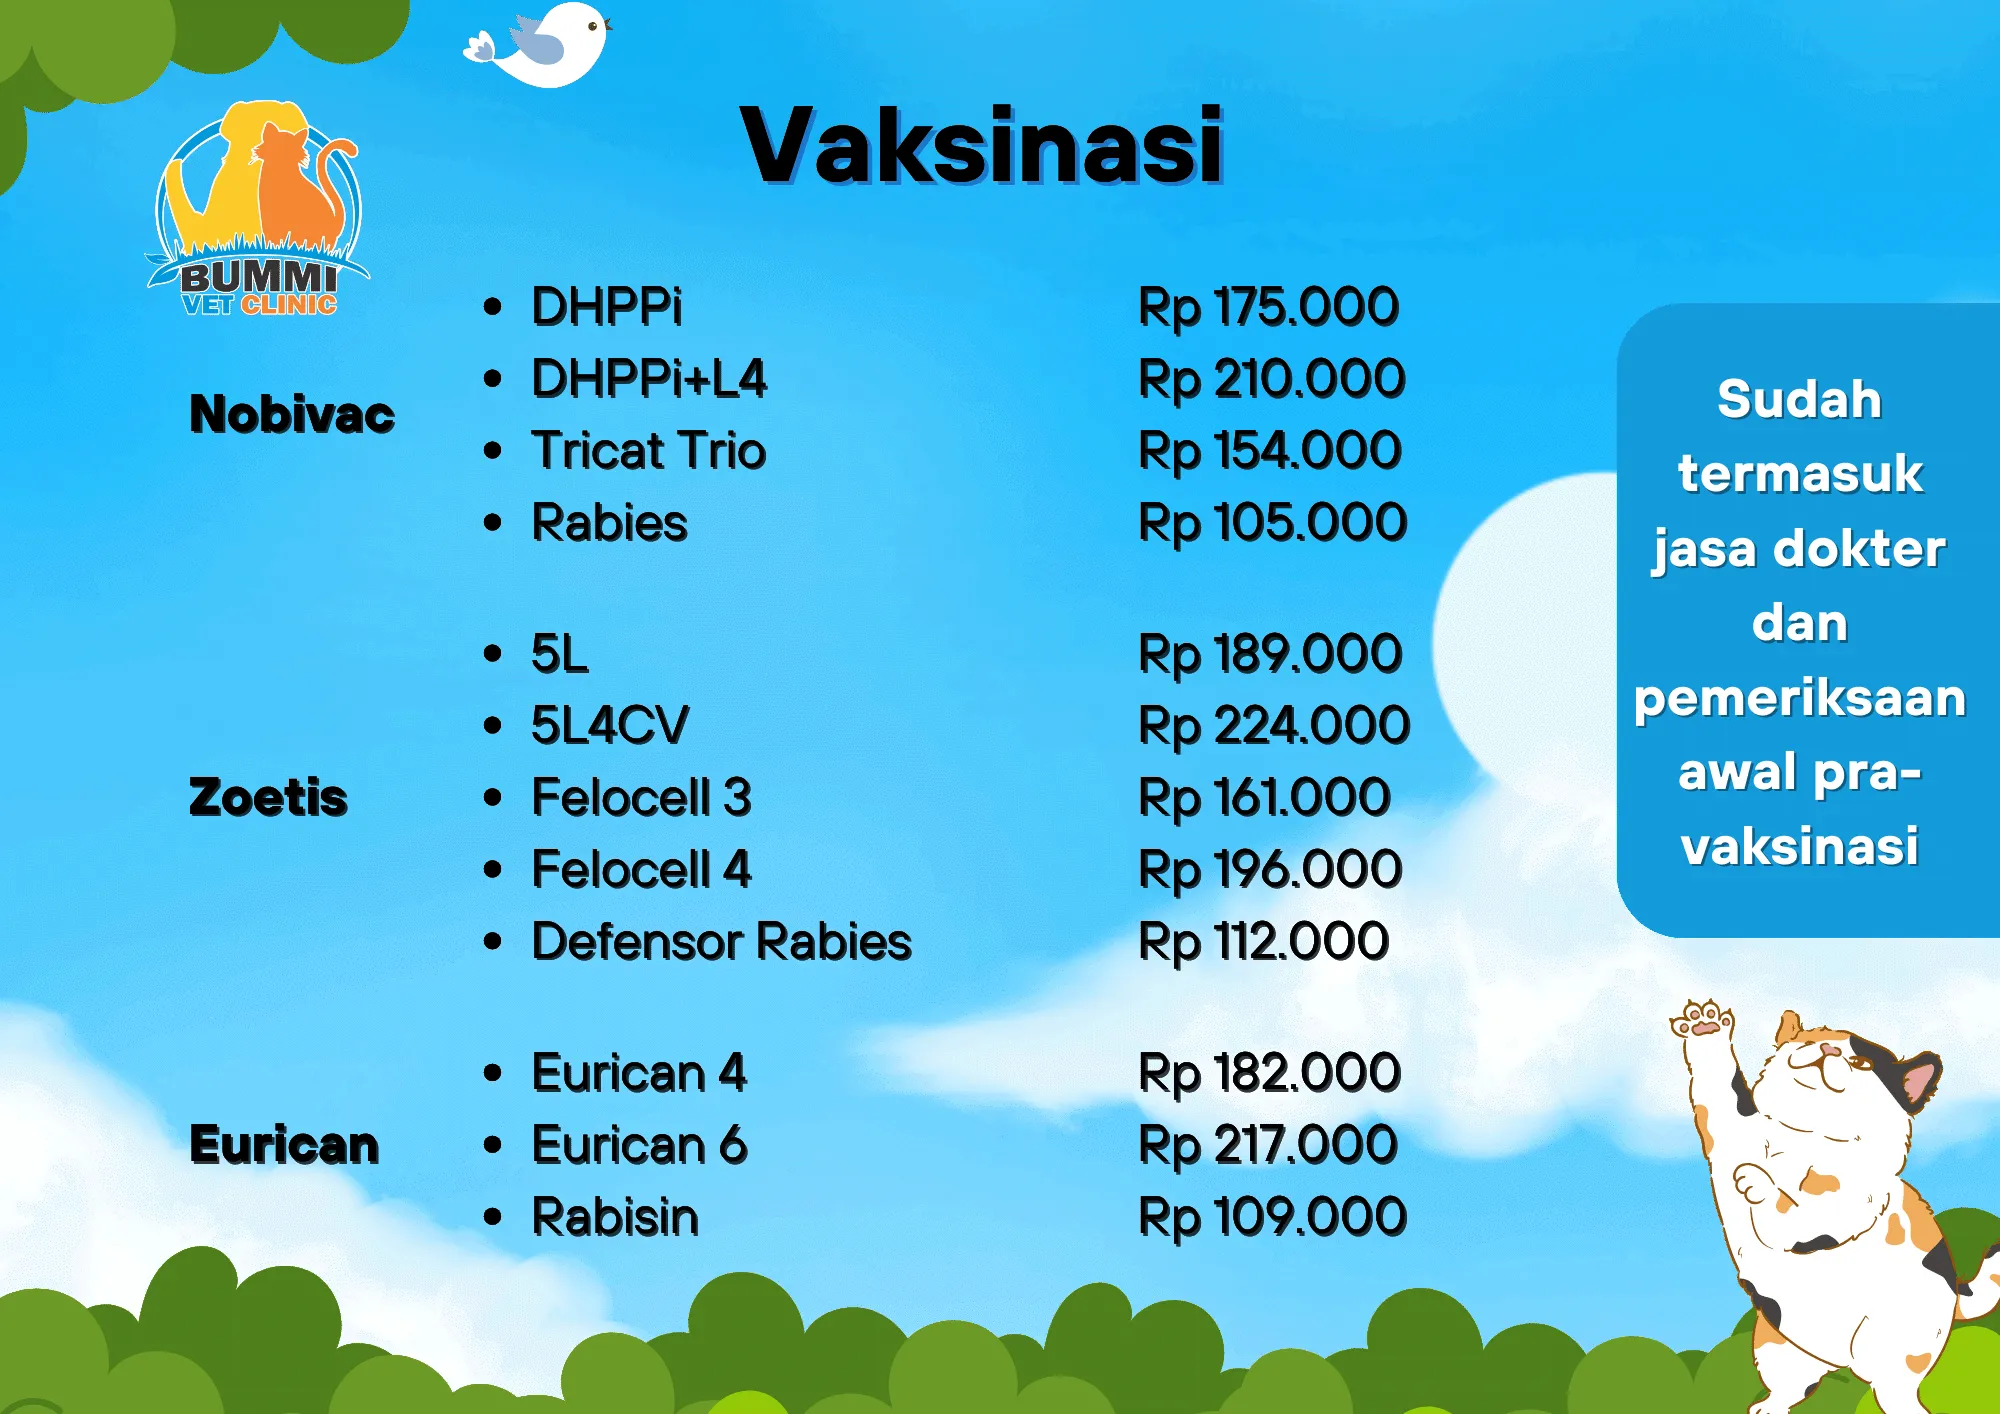 Vaksinasi
BUMMI
VET CLINIC
Nobivac
DHPPi Rp 175.000
DHPPi+L4 Rp 210.000
Tricat Trio Rp 154.000
Rabies Rp 105.000
Zoetis
5L Rp 189.000
5L4CV Rp 224.000
Felocell 3 Rp 161.000
Felocell 4 Rp 196.000
Defensor Rabies Rp 112.000
Eurican
Eurican 4 Rp 182.000
Eurican 6 Rp 217.000
Rabisin Rp 109.000
Sudah
termasuk
jasa dokter
dan
pemeriksaan
awal pra-
vaksinasi